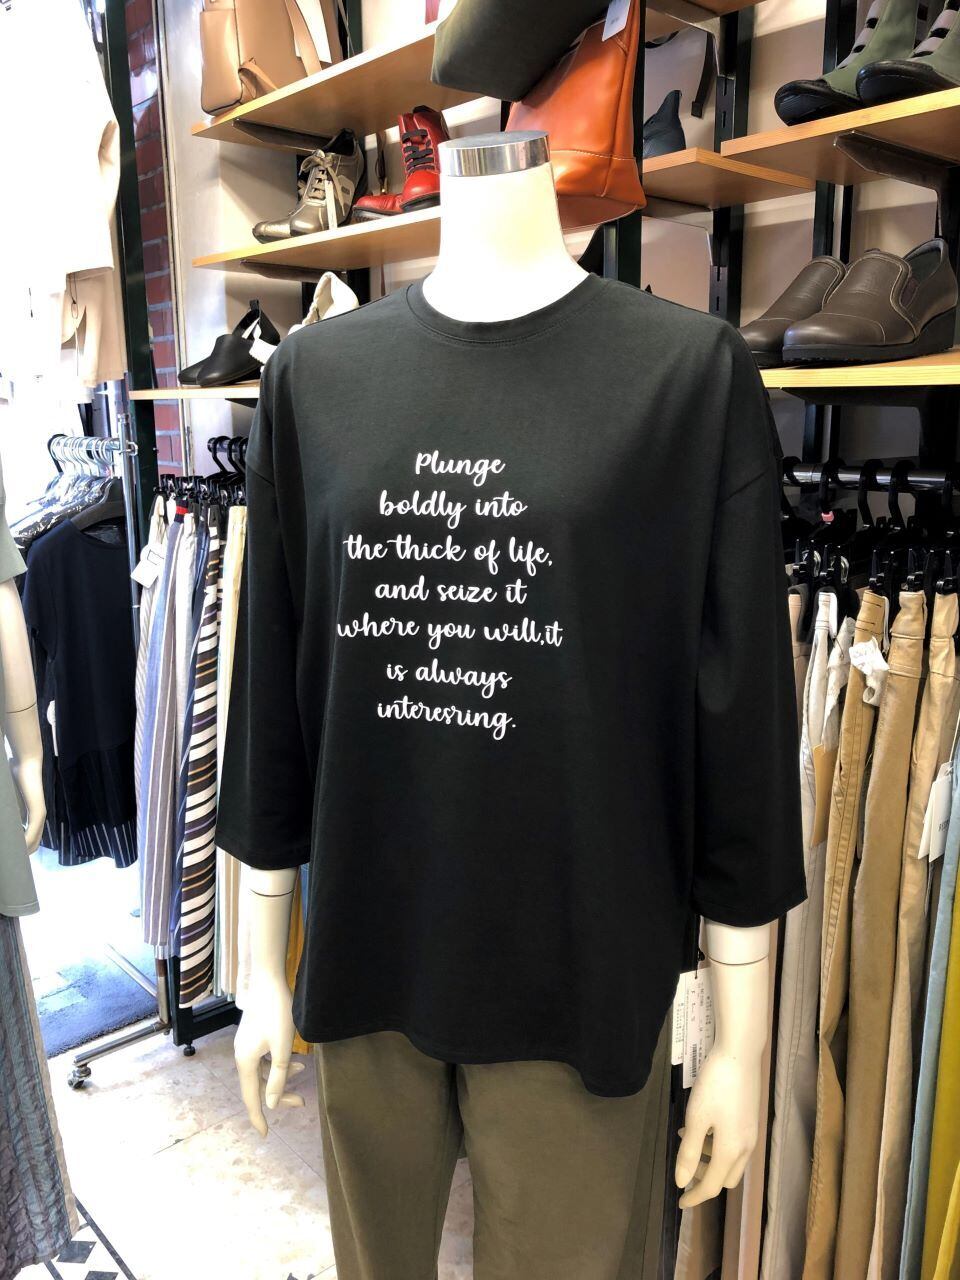 Plunge
boldly into
the thick of life,
and seize it
where you will,it
is always
interesring.